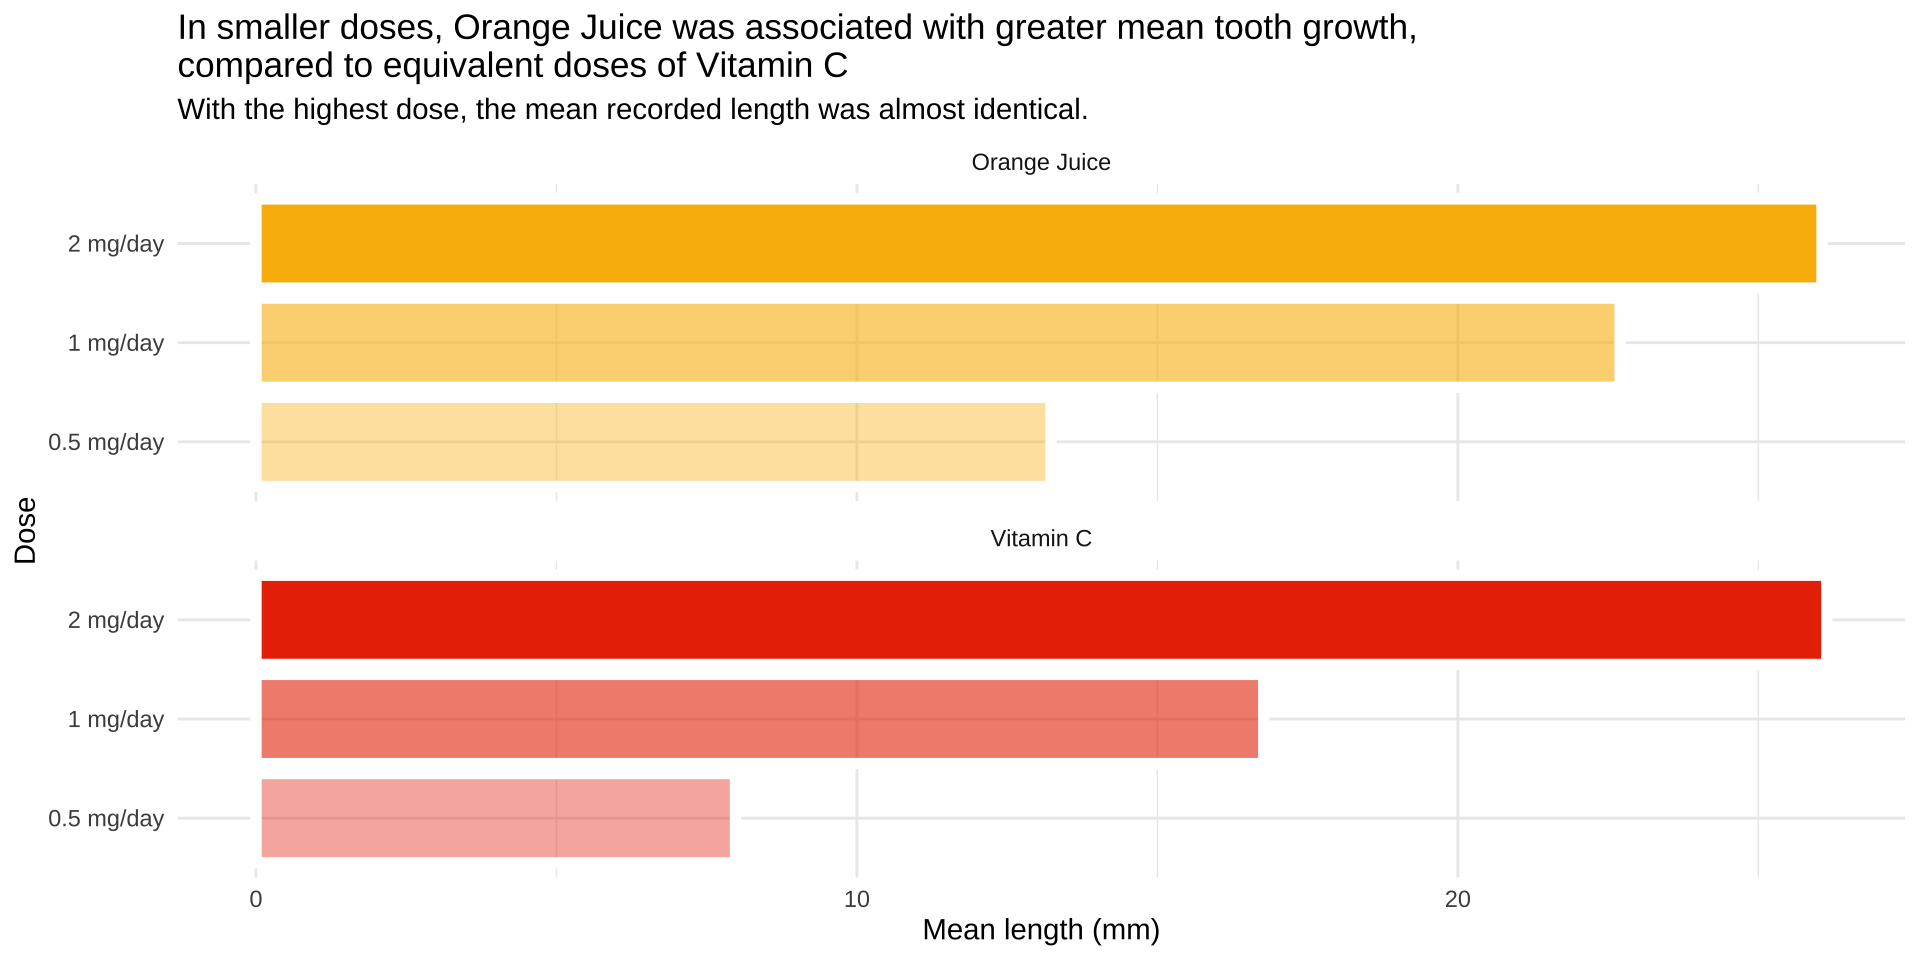 In smaller doses, Orange Juice was associated with greater mean tooth growth,
compared to equivalent doses of Vitamin C
With the highest dose, the mean recorded length was almost identical.
Orange Juice
2 mg/day
1 mg/day
0.5 mg/day
Dose
Vitamin C
2 mg/day
1 mg/day
0.5 mg/day
0 10 20
Mean length (mm)